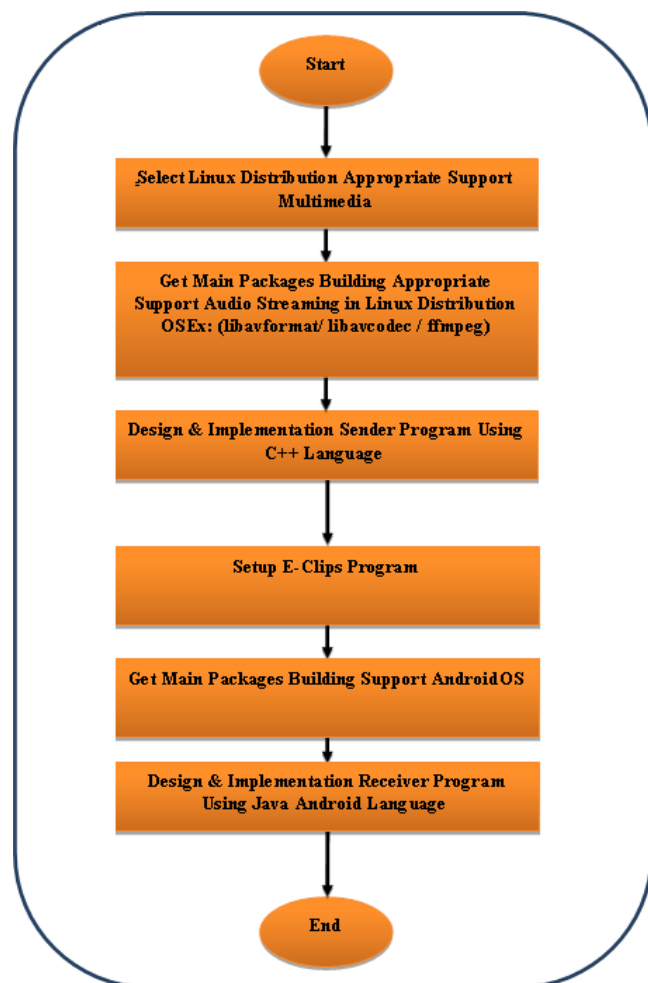 Start
Select Linux Distribution Appropriate Support
Multimedia
Get Main Packages Building Appropriate
Support Audio Streaming in Linux Distribution
OSEx: (libavformat/ libavcodec / ffmpeg)
Design & Implementation Sender Program Using
C++ Language
Setup E-Clips Program
Get Main Packages Building Support Android OS
Design & Implementation Receiver Program
Using Java Android Language
End